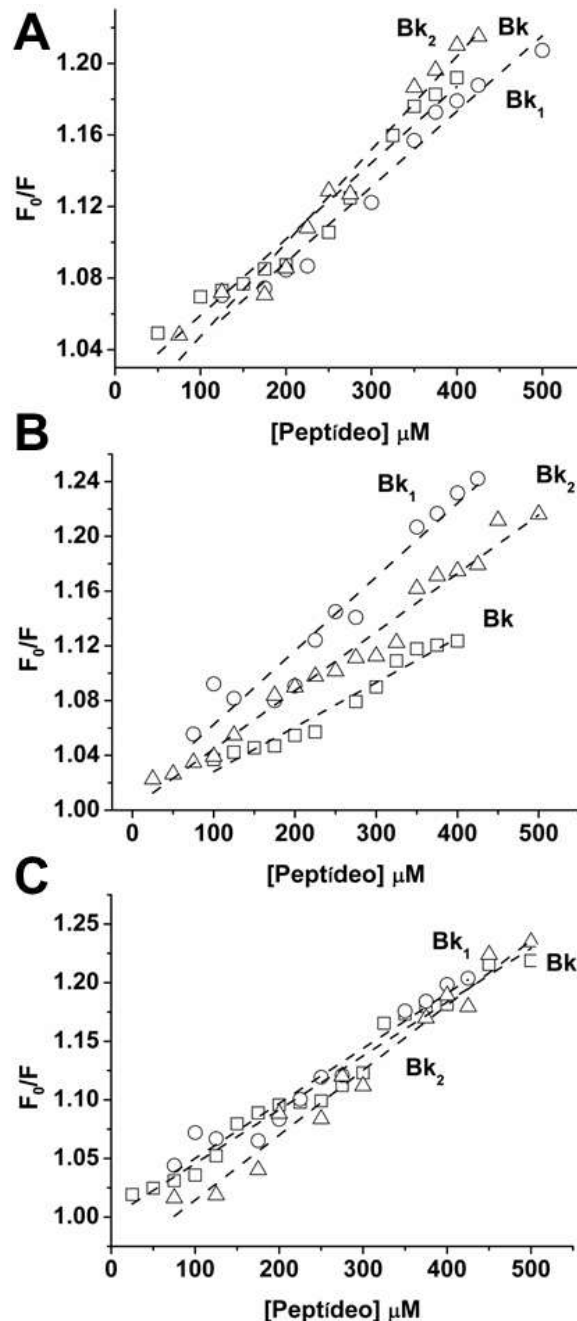 A
Bk₂
Bk
Bk₁
F₀/F
1.20
1.16
1.12
1.08
1.04
0 100 200 300 400 500
[Peptídeo] μM
B
Bk₁
Bk₂
Bk
F₀/F
1.24
1.20
1.16
1.12
1.08
1.04
1.00
0 100 200 300 400 500
[Peptídeo] μM
C
Bk₁
Bk
Bk₂
F₀/F
1.25
1.20
1.15
1.10
1.05
1.00
0 100 200 300 400 500
[Peptídeo] μM